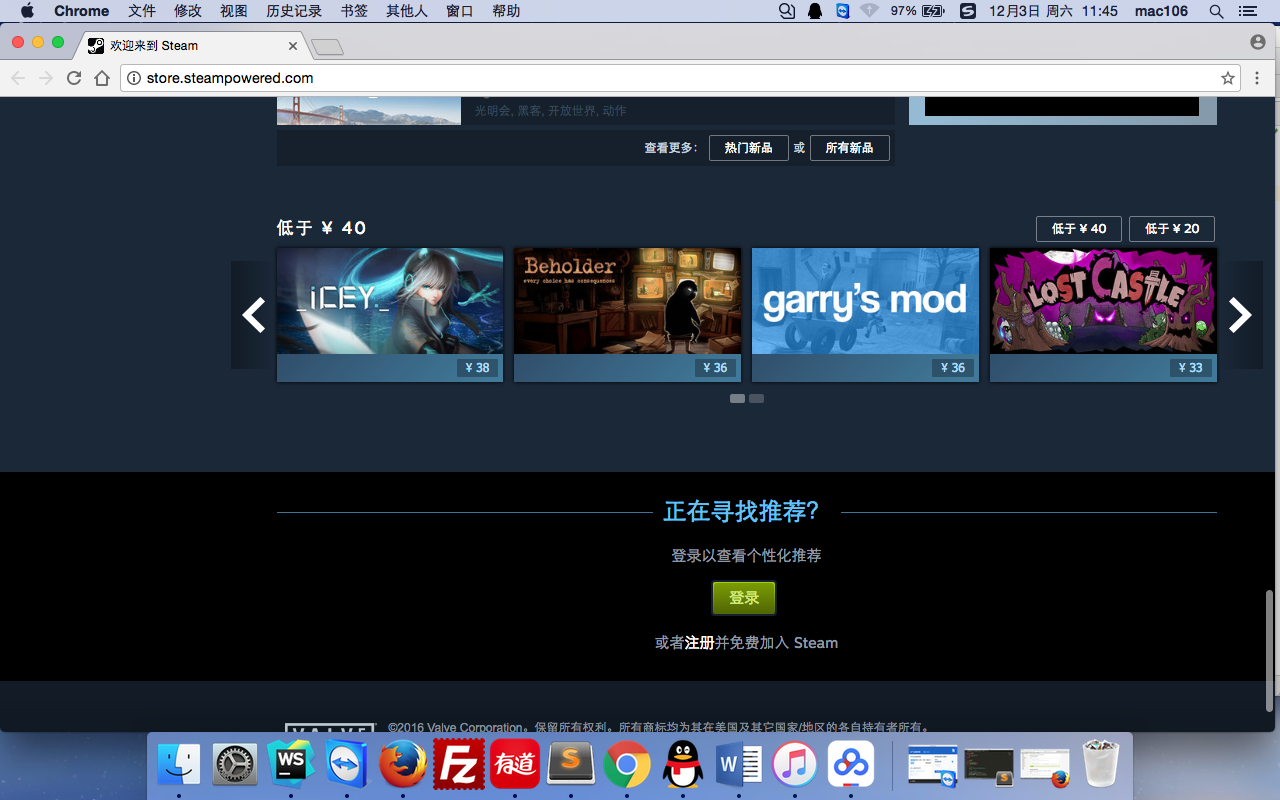 Chrome 文件 修改 视图 历史记录 书签 其他人 窗口 帮助 97% 12月3日 周六 11:45 mac106
欢迎来到 Steam
store.steampowered.com
光明会, 黑客, 开放世界, 动作
查看更多: 热门新品 或 所有新品
低于 ¥ 40 低于 ¥ 40 低于 ¥ 20
_iCEY._
Beholder
every choice has consequences
garry's mod
LOST CASTLE
¥ 38 ¥ 36 ¥ 36 ¥ 33
正在寻找推荐?
登录以查看个性化推荐
登录
或者注册并免费加入 Steam
VALVE ©2016 Valve Corporation。保留所有权利。所有商标均为其在美国及其它国家/地区的各自持有者所有。
WS Fz 有道 S W